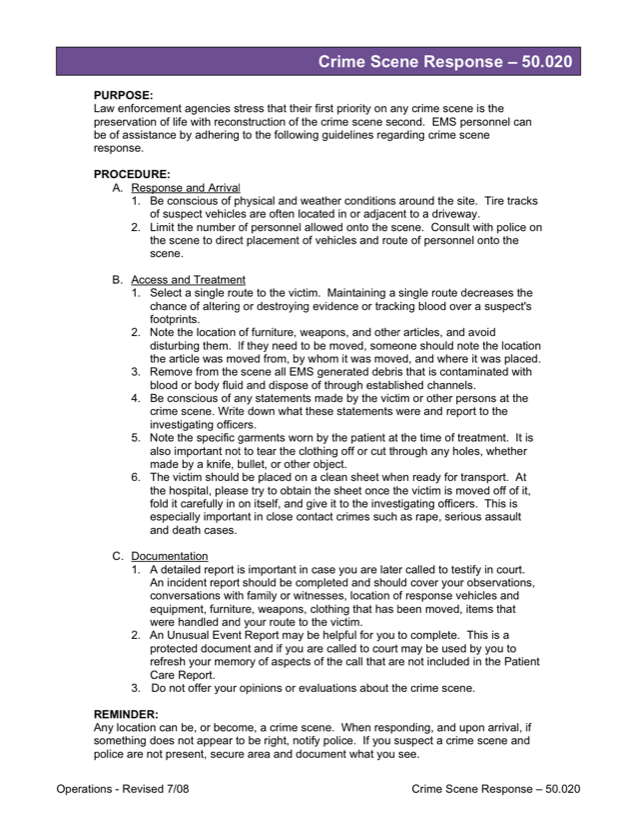 Crime Scene Response – 50.020
PURPOSE:
Law enforcement agencies stress that their first priority on any crime scene is the
preservation of life with reconstruction of the crime scene second.  EMS personnel can
be of assistance by adhering to the following guidelines regarding crime scene
response.
PROCEDURE:
A. Response and Arrival
1. Be conscious of physical and weather conditions around the site.  Tire tracks
of suspect vehicles are often located in or adjacent to a driveway.
2. Limit the number of personnel allowed onto the scene.  Consult with police on
the scene to direct placement of vehicles and route of personnel onto the
scene.
B. Access and Treatment
1. Select a single route to the victim.  Maintaining a single route decreases the
chance of altering or destroying evidence or tracking blood over a suspect's
footprints.
2. Note the location of furniture, weapons, and other articles, and avoid
disturbing them.  If they need to be moved, someone should note the location
the article was moved from, by whom it was moved, and where it was placed.
3. Remove from the scene all EMS generated debris that is contaminated with
blood or body fluid and dispose of through established channels.
4. Be conscious of any statements made by the victim or other persons at the
crime scene. Write down what these statements were and report to the
investigating officers.
5. Note the specific garments worn by the patient at the time of treatment.  It is
also important not to tear the clothing off or cut through any holes, whether
made by a knife, bullet, or other object.
6. The victim should be placed on a clean sheet when ready for transport.  At
the hospital, please try to obtain the sheet once the victim is moved off of it,
fold it carefully in on itself, and give it to the investigating officers.  This is
especially important in close contact crimes such as rape, serious assault
and death cases.
C. Documentation
1. A detailed report is important in case you are later called to testify in court.
An incident report should be completed and should cover your observations,
conversations with family or witnesses, location of response vehicles and
equipment, furniture, weapons, clothing that has been moved, items that
were handled and your route to the victim.
2. An Unusual Event Report may be helpful for you to complete.  This is a
protected document and if you are called to court may be used by you to
refresh your memory of aspects of the call that are not included in the Patient
Care Report.
3. Do not offer your opinions or evaluations about the crime scene.
REMINDER:
Any location can be, or become, a crime scene.  When responding, and upon arrival, if
something does not appear to be right, notify police.  If you suspect a crime scene and
police are not present, secure area and document what you see.
Operations - Revised 7/08 Crime Scene Response – 50.020